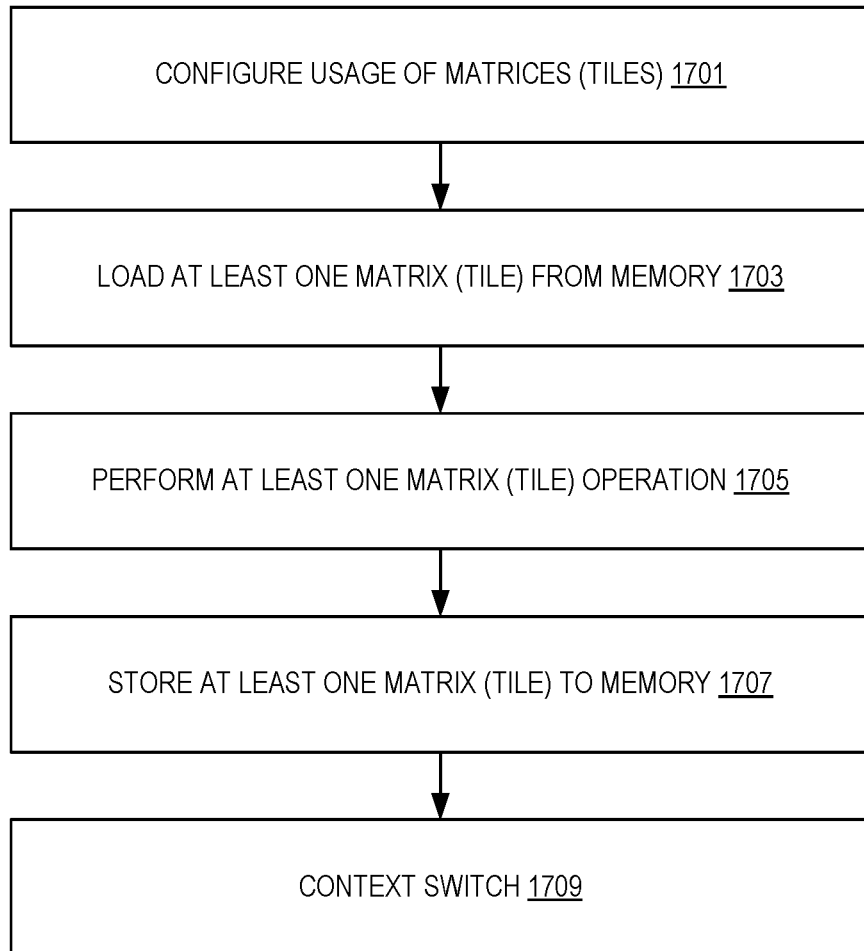 CONFIGURE USAGE OF MATRICES (TILES) 1701
LOAD AT LEAST ONE MATRIX (TILE) FROM MEMORY 1703
PERFORM AT LEAST ONE MATRIX (TILE) OPERATION 1705
STORE AT LEAST ONE MATRIX (TILE) TO MEMORY 1707
CONTEXT SWITCH 1709